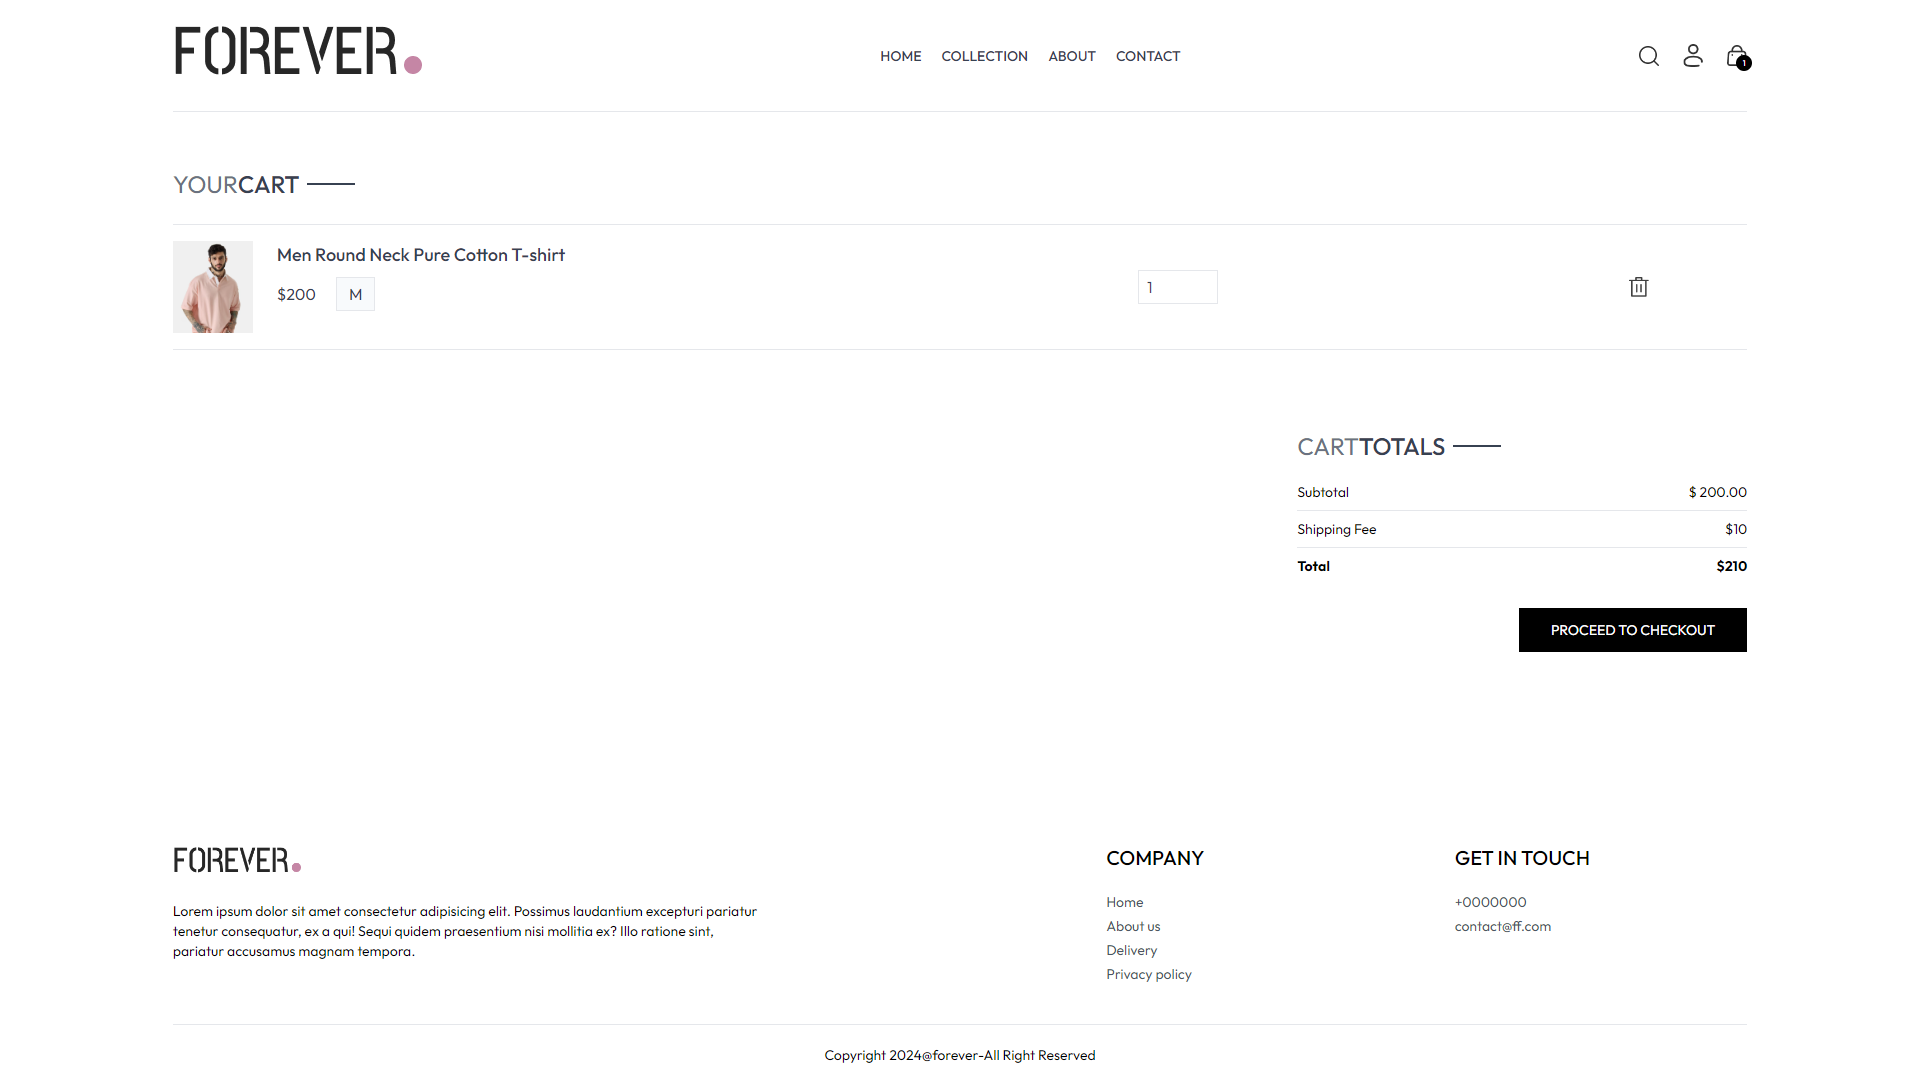 FOREVER.
HOME COLLECTION ABOUT CONTACT
1
YOURCART
Men Round Neck Pure Cotton T-shirt
$200 M
1
CARTTOTALS
Subtotal $ 200.00
Shipping Fee $10
Total $210
PROCEED TO CHECKOUT
FOREVER.
Lorem ipsum dolor sit amet consectetur adipisicing elit. Possimus laudantium excepturi pariatur
tenetur consequatur, ex a qui! Sequi quidem praesentium nisi mollitia ex? Illo ratione sint,
pariatur accusamus magnam tempora.
COMPANY
Home
About us
Delivery
Privacy policy
GET IN TOUCH
+0000000
contact@ff.com
Copyright 2024@forever-All Right Reserved